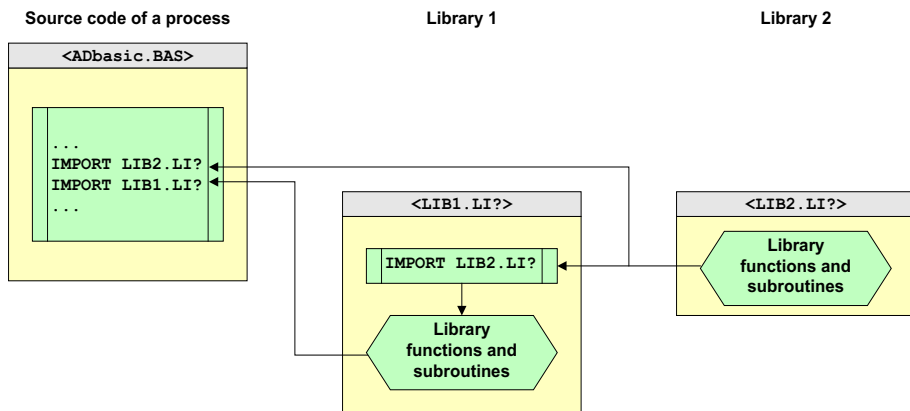 Source code of a process
Library 1
Library 2
<ADbasic.BAS>
...
IMPORT LIB2.LI?
IMPORT LIB1.LI?
...
<LIB1.LI?>
IMPORT LIB2.LI?
Library
functions and
subroutines
<LIB2.LI?>
Library
functions and
subroutines